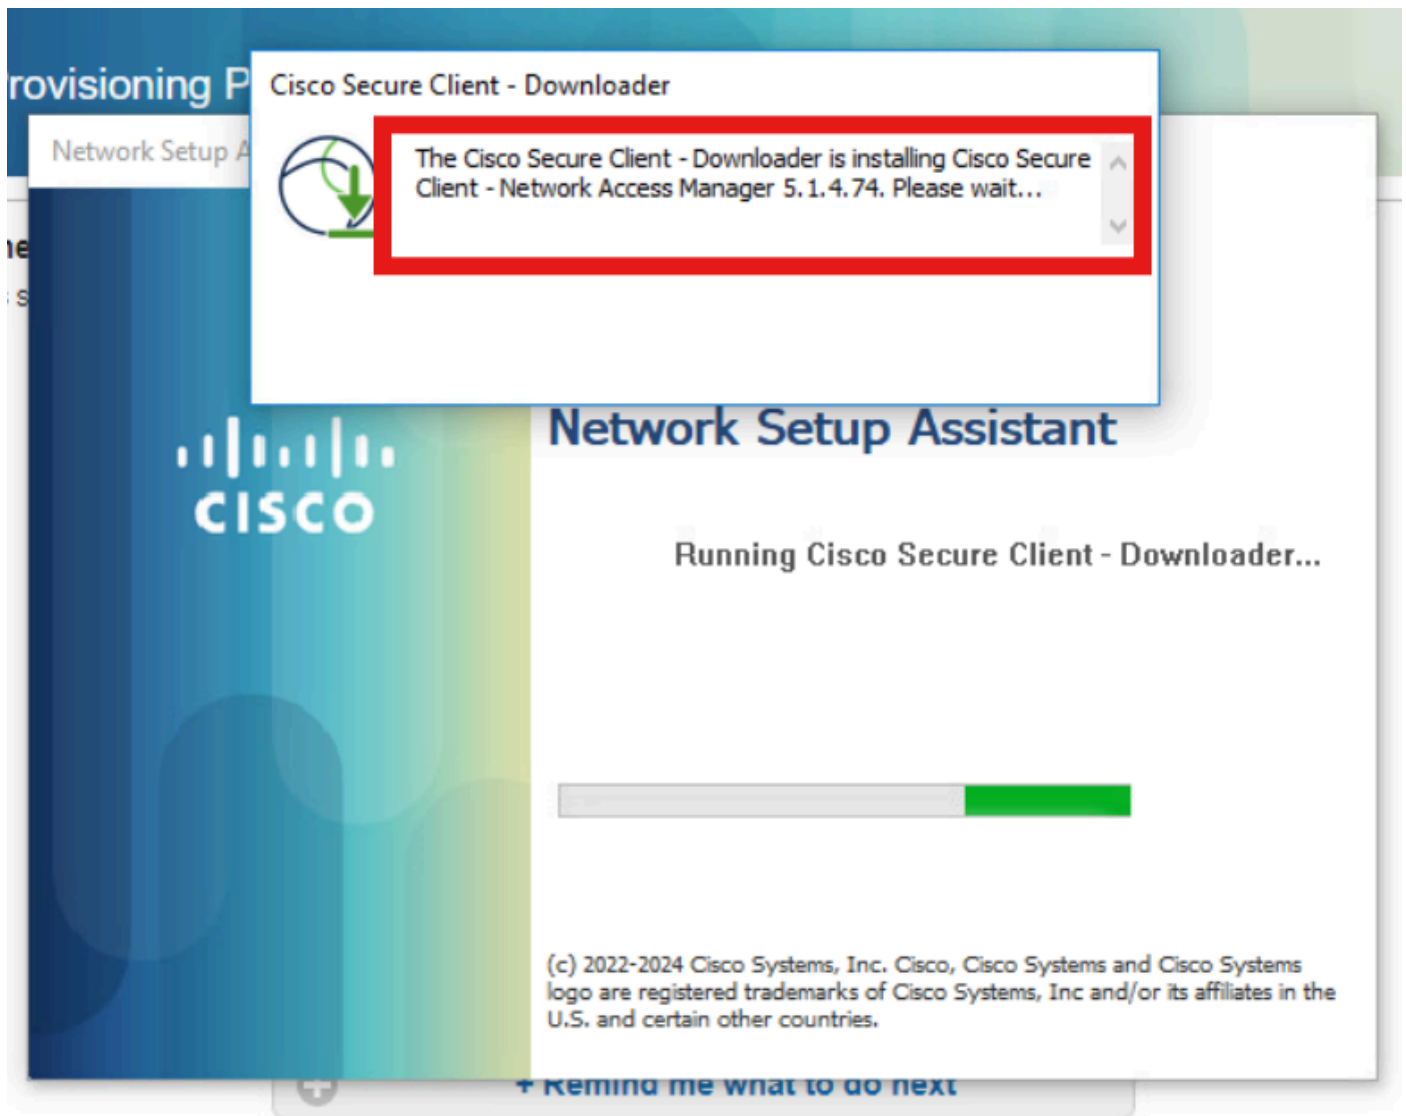 rovisioning P
Cisco Secure Client - Downloader
Network Setup A
The Cisco Secure Client - Downloader is installing Cisco Secure
Client - Network Access Manager 5.1.4.74. Please wait...
s
CISCO
Network Setup Assistant
Running Cisco Secure Client - Downloader...
(c) 2022-2024 Cisco Systems, Inc. Cisco, Cisco Systems and Cisco Systems
logo are registered trademarks of Cisco Systems, Inc and/or its affiliates in the
U.S. and certain other countries.
+ Remind me what to do next